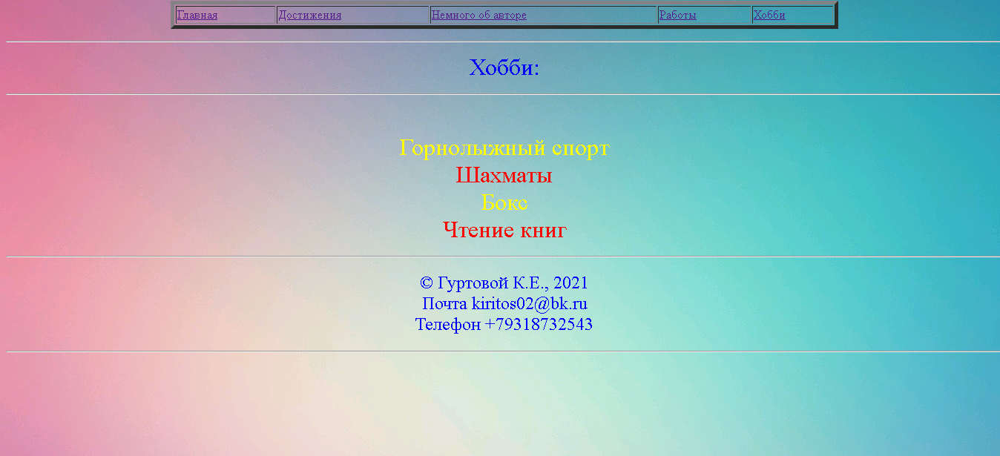 Главная Достижения Немного об авторе Работы Хобби
Хобби:
Горнолыжный спорт
Шахматы
Бокс
Чтение книг
© Гуртовой К.Е., 2021
Почта kiritos02@bk.ru
Телефон +79318732543